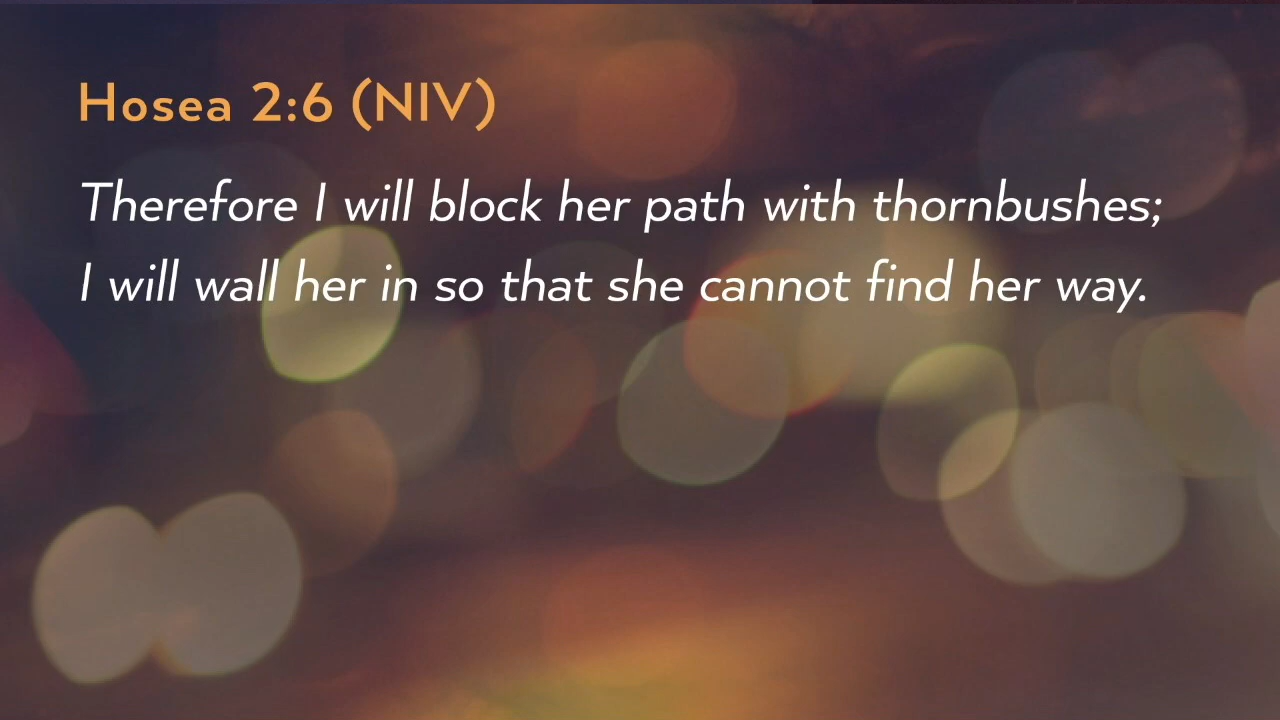 Hosea 2:6 (NIV)
Therefore I will block her path with thornbushes;
I will wall her in so that she cannot find her way.